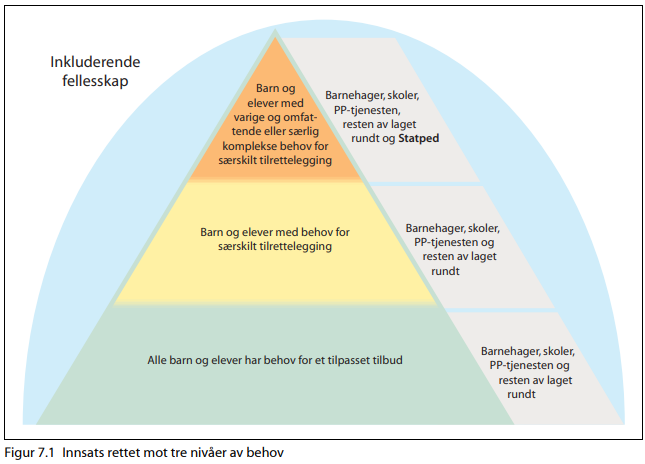 Inkluderende
fellesskap
Barn og
elever med
varige og omfat-
tende eller særlig
komplekse behov for
særskilt tilrettelegging
Barnehager, skoler,
PP-tjenesten,
resten av laget
rundt og Statped
Barn og elever med behov for
særskilt tilrettelegging
Barnehager, skoler,
PP-tjenesten og
resten av laget
rundt
Alle barn og elever har behov for et tilpasset tilbud
Barnehager, skoler,
PP-tjenesten og
resten av laget
rundt
Figur 7.1 Innsats rettet mot tre nivåer av behov